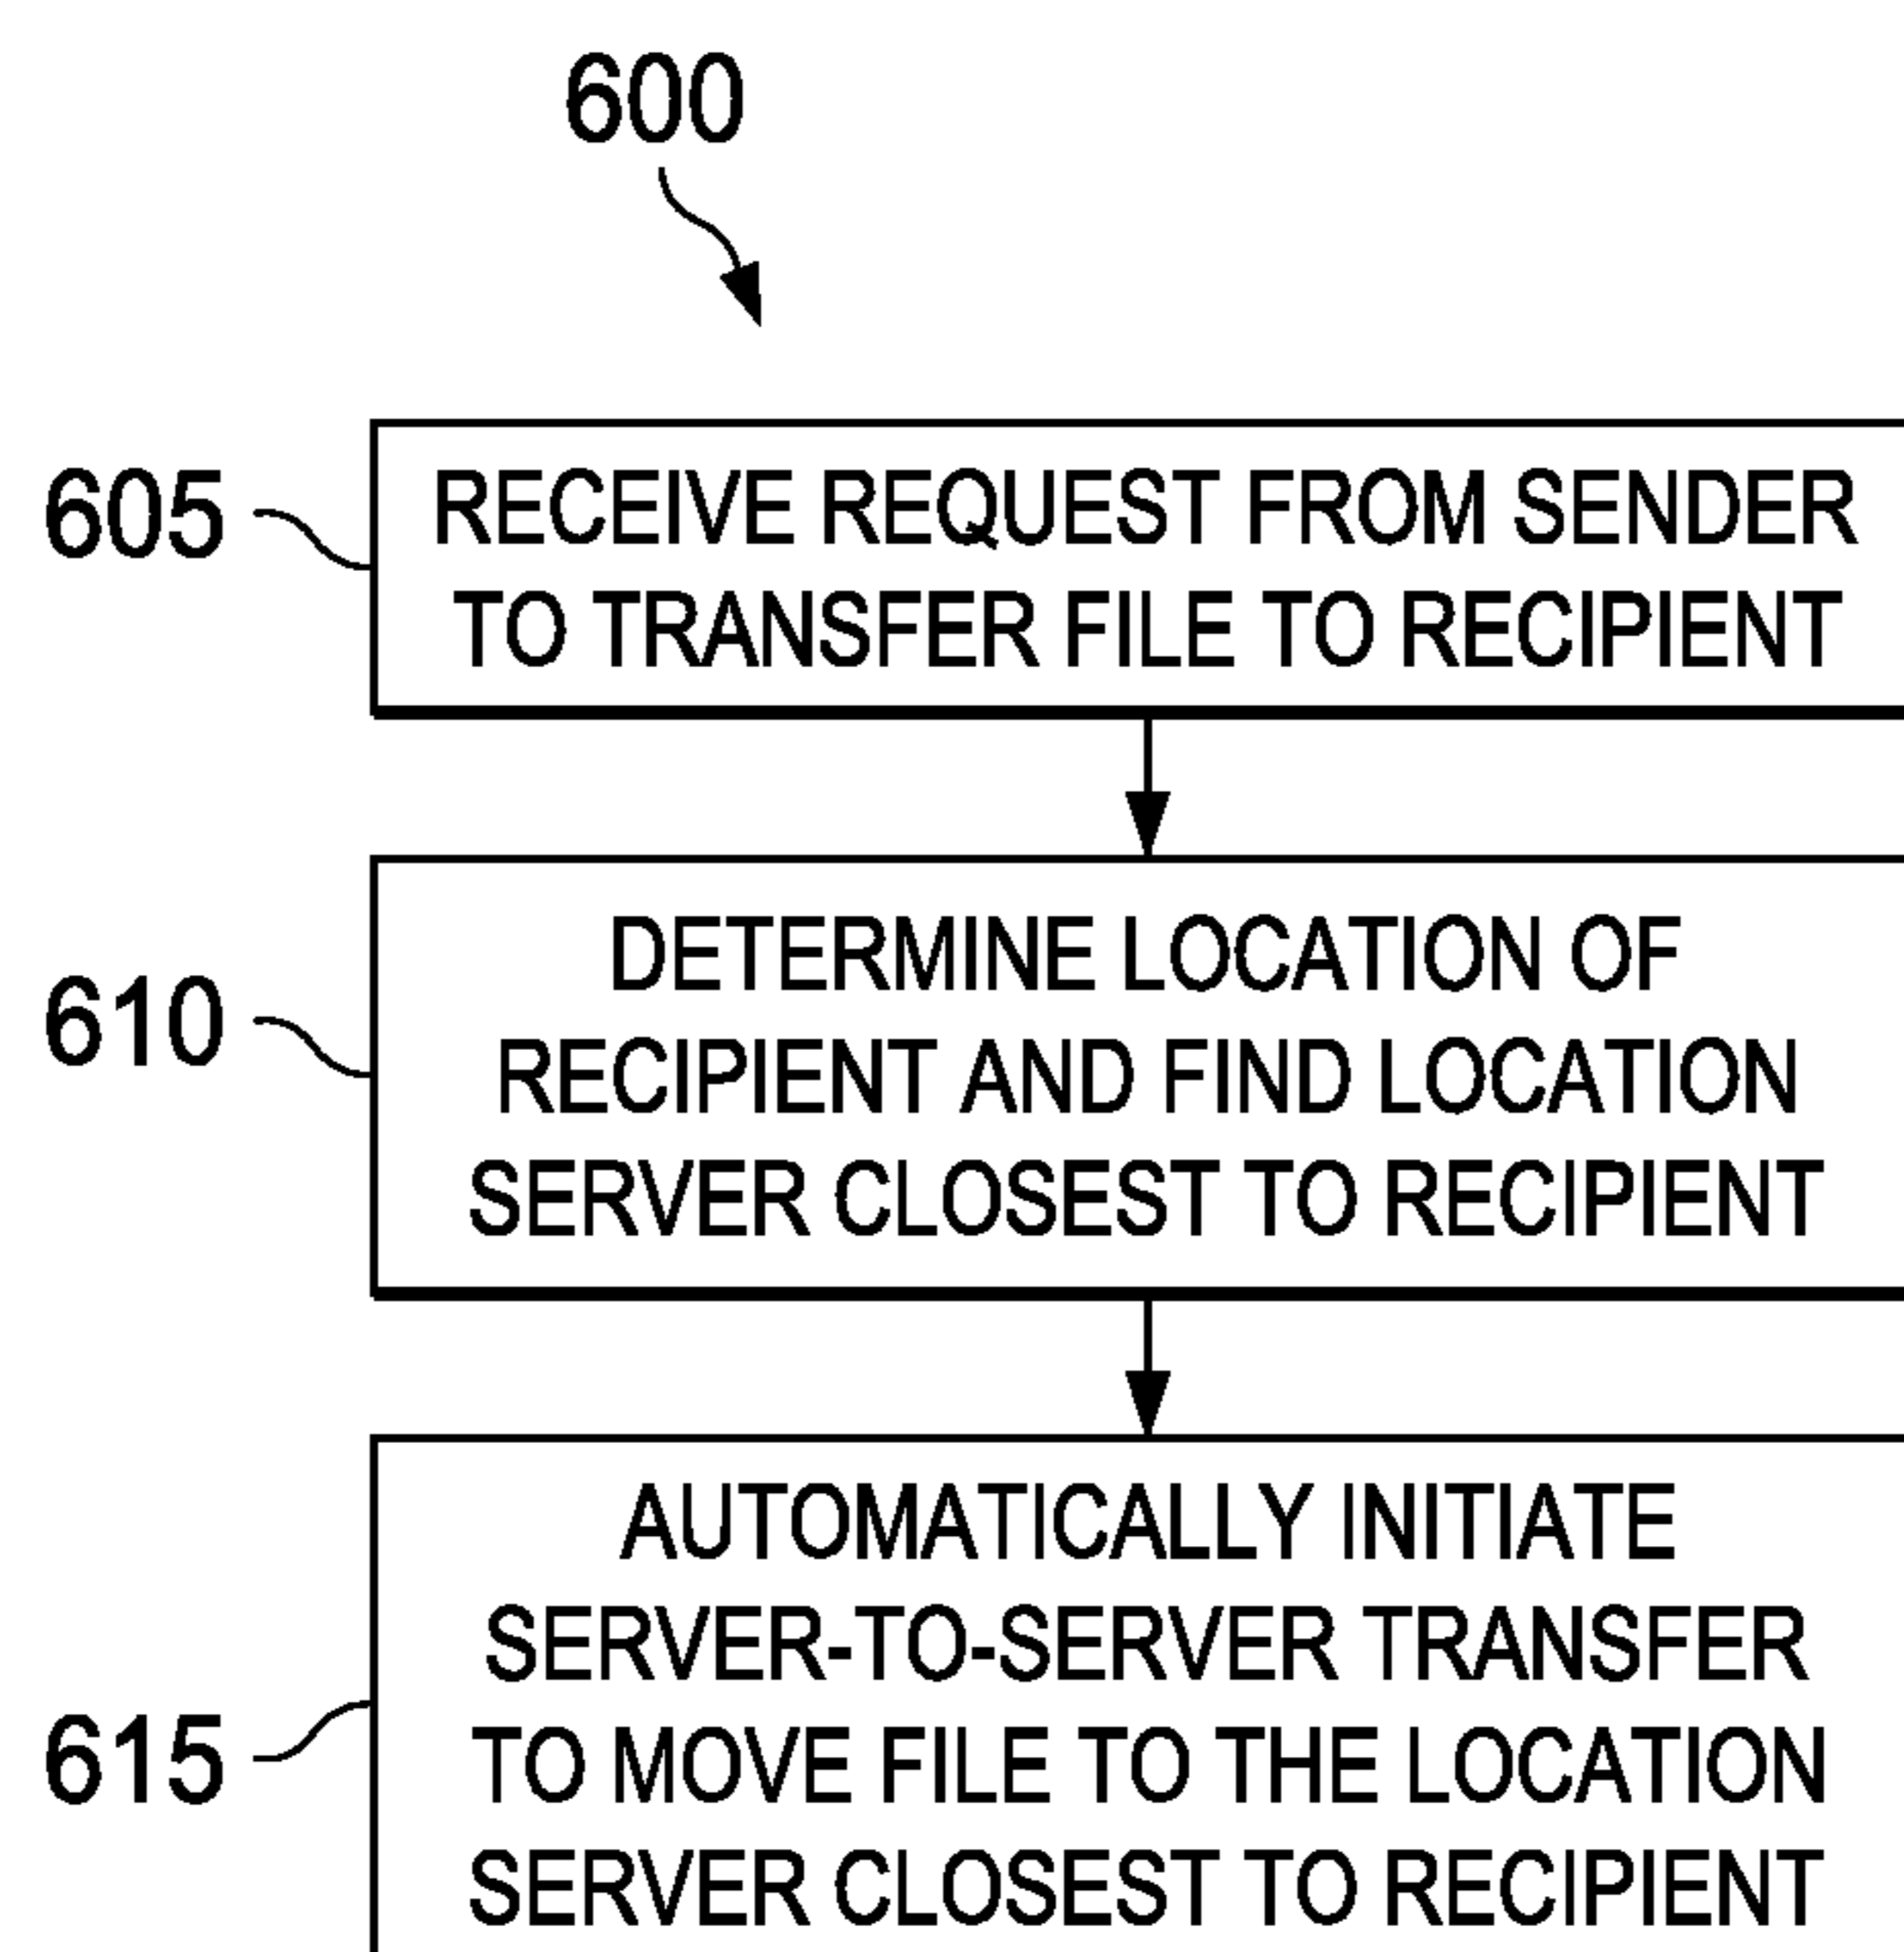 600
605
RECEIVE REQUEST FROM SENDER
TO TRANSFER FILE TO RECIPIENT
610
DETERMINE LOCATION OF
RECIPIENT AND FIND LOCATION
SERVER CLOSEST TO RECIPIENT
615
AUTOMATICALLY INITIATE
SERVER-TO-SERVER TRANSFER
TO MOVE FILE TO THE LOCATION
SERVER CLOSEST TO RECIPIENT